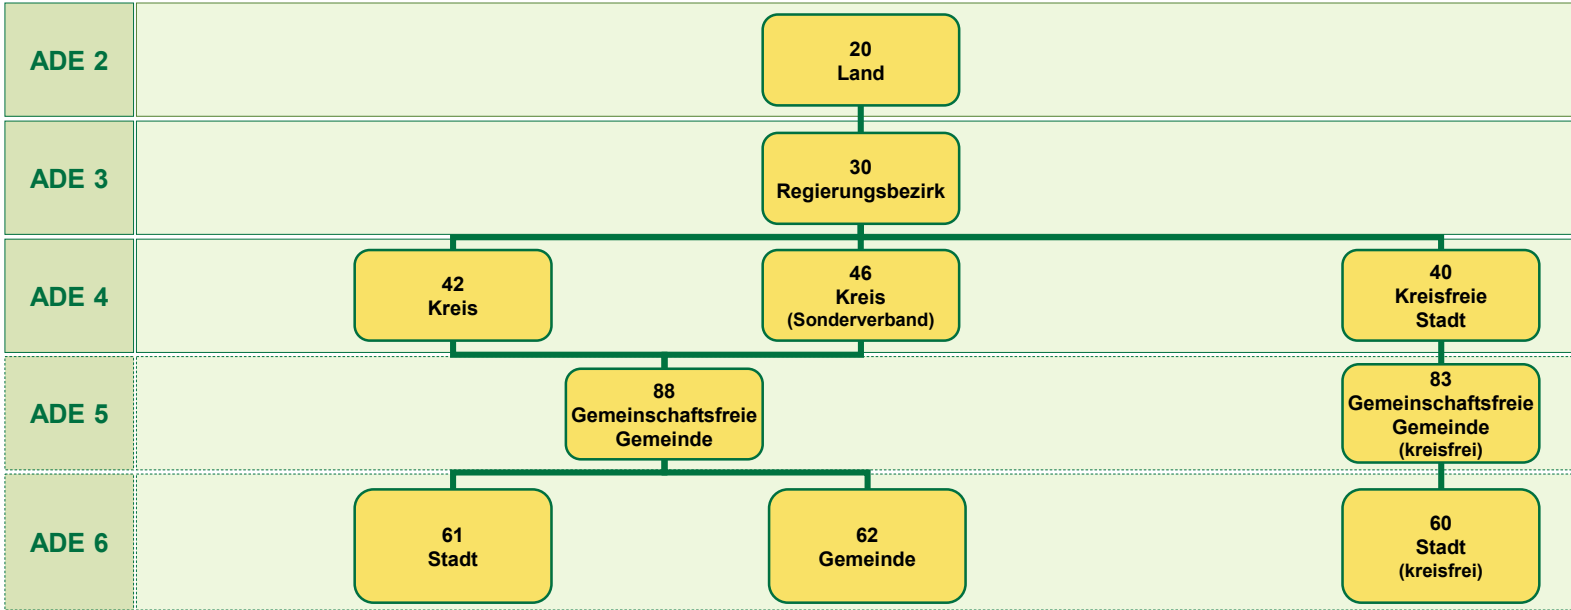 ADE 2
20
Land
ADE 3
30
Regierungsbezirk
ADE 4
42
Kreis
46
Kreis
(Sonderverband)
40
Kreisfreie
Stadt
ADE 5
88
Gemeinschaftsfreie
Gemeinde
83
Gemeinschaftsfreie
Gemeinde
(kreisfrei)
ADE 6
61
Stadt
62
Gemeinde
60
Stadt
(kreisfrei)